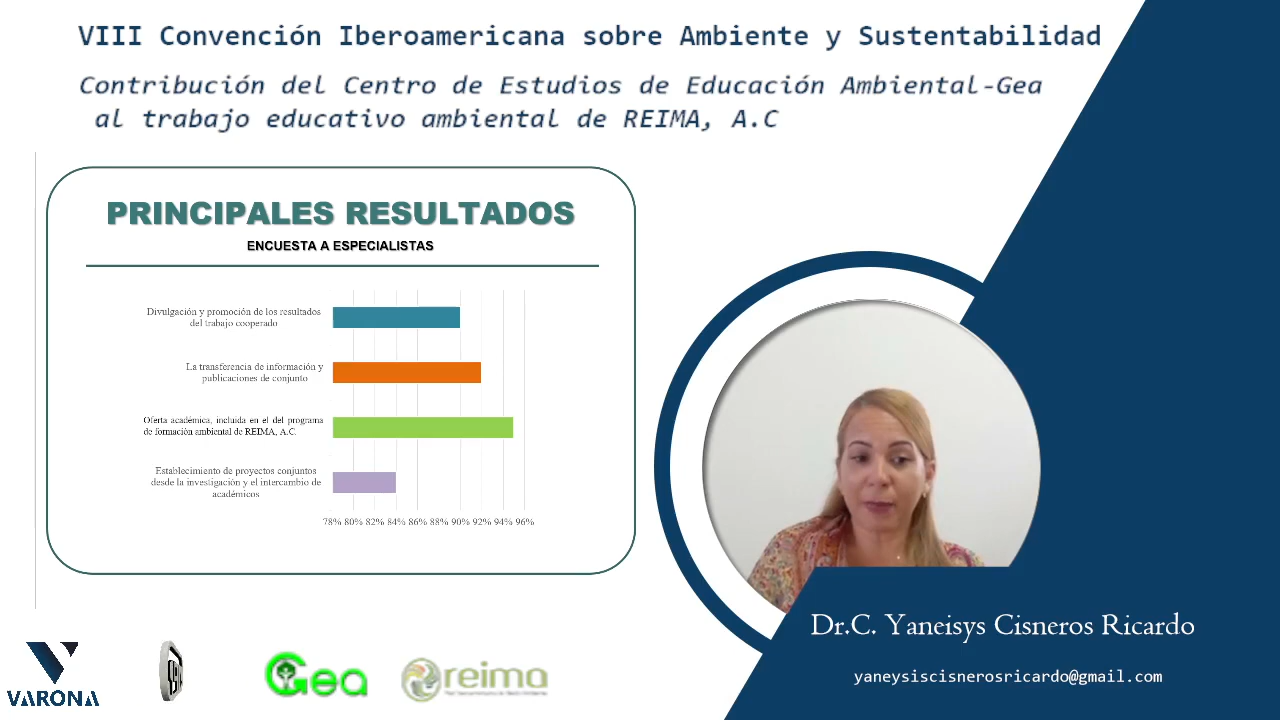 VIII Convención Iberoamericana sobre Ambiente y Sustentabilidad
Contribución del Centro de Estudios de Educación Ambiental-Gea
al trabajo educativo ambiental de REIMA, A.C
PRINCIPALES RESULTADOS
ENCUESTA A ESPECIALISTAS
Divulgación y promoción de los resultados
del trabajo cooperado
La transferencia de información y
publicaciones de conjunto
Oferta académica, incluida en el del programa
de formación ambiental de REIMA, A.C.
Establecimiento de proyectos conjuntos
desde la investigación y el intercambio de
académicos
78% 80% 82% 84% 86% 88% 90% 92% 94% 96%
Dr.C. Yaneisys Cisneros Ricardo
yaneysiscisnerosricardo@gmail.com
VARONA
Gea
reima